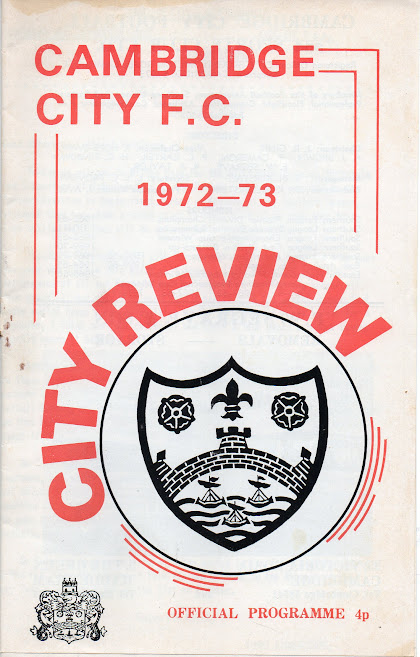 CAMBRIDGE
CITY F.C.
1972–73
CITY REVIEW
OFFICIAL PROGRAMME 4p